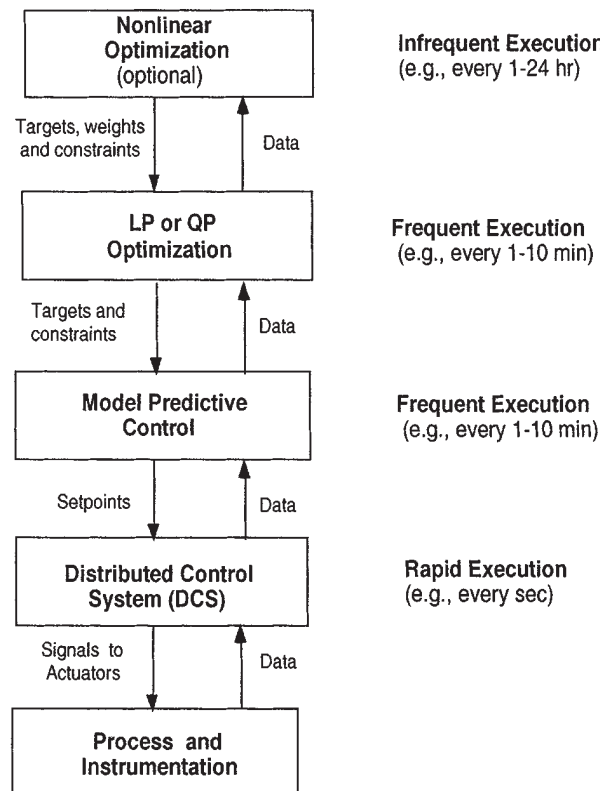 Nonlinear
Optimization
(optional)
Infrequent Execution
(e.g., every 1-24 hr)
Targets, weights
and constraints
Data
LP or QP
Optimization
Frequent Execution
(e.g., every 1-10 min)
Targets and
constraints
Data
Model Predictive
Control
Frequent Execution
(e.g., every 1-10 min)
Setpoints
Data
Distributed Control
System (DCS)
Rapid Execution
(e.g., every sec)
Signals to
Actuators
Data
Process and
Instrumentation